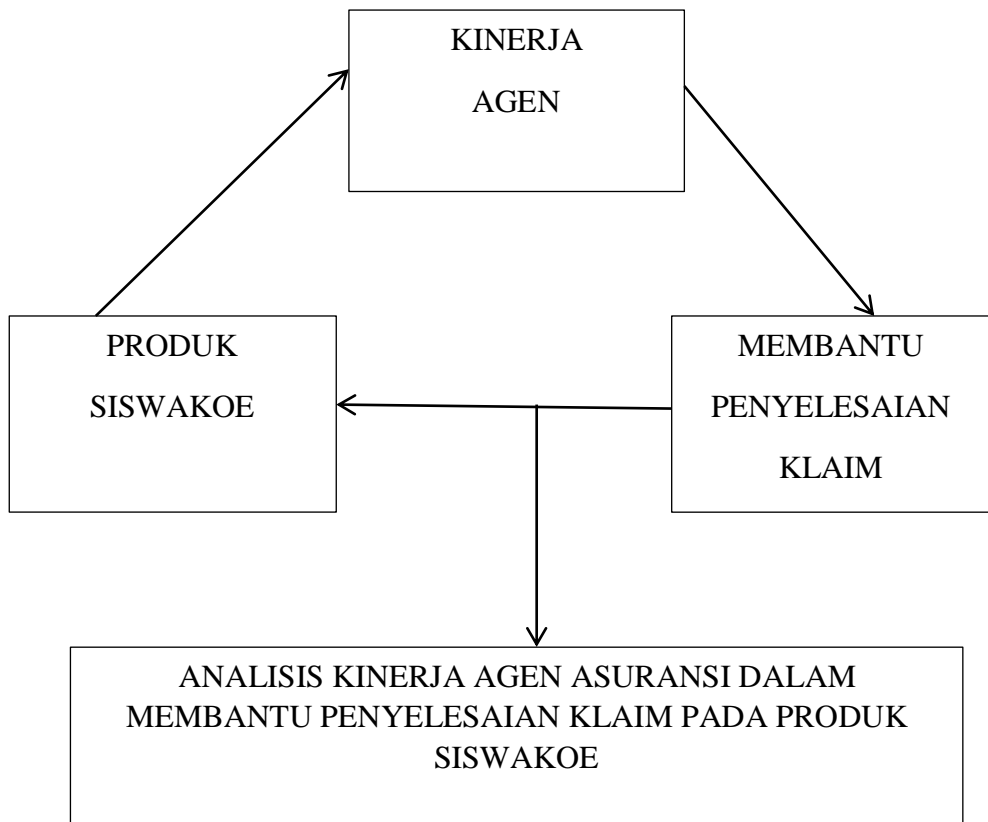 KINERJA
AGEN
PRODUK
SISWAKOE
MEMBANTU
PENYELESAIAN
KLAIM
ANALISIS KINERJA AGEN ASURANSI DALAM
MEMBANTU PENYELESAIAN KLAIM PADA PRODUK
SISWAKOE